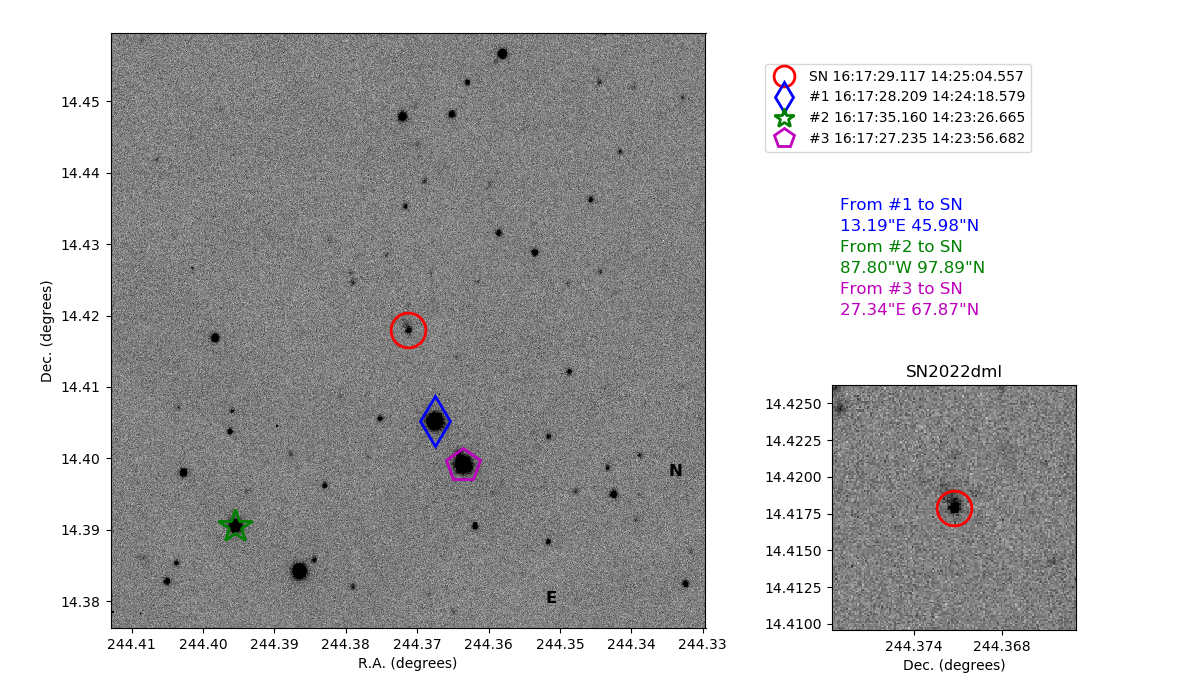 14.45
14.44
14.43
14.42
14.41
14.40
14.39
14.38
Dec. (degrees)
244.41 244.40 244.39 244.38 244.37 244.36 244.35 244.34 244.33
R.A. (degrees)
N
E
SN 16:17:29.117 14:25:04.557
#1 16:17:28.209 14:24:18.579
#2 16:17:35.160 14:23:26.665
#3 16:17:27.235 14:23:56.682
From #1 to SN
13.19"E 45.98"N
From #2 to SN
87.80"W 97.89"N
From #3 to SN
27.34"E 67.87"N
SN2022dml
14.4250
14.4225
14.4200
14.4175
14.4150
14.4125
14.4100
244.374 244.368
Dec. (degrees)